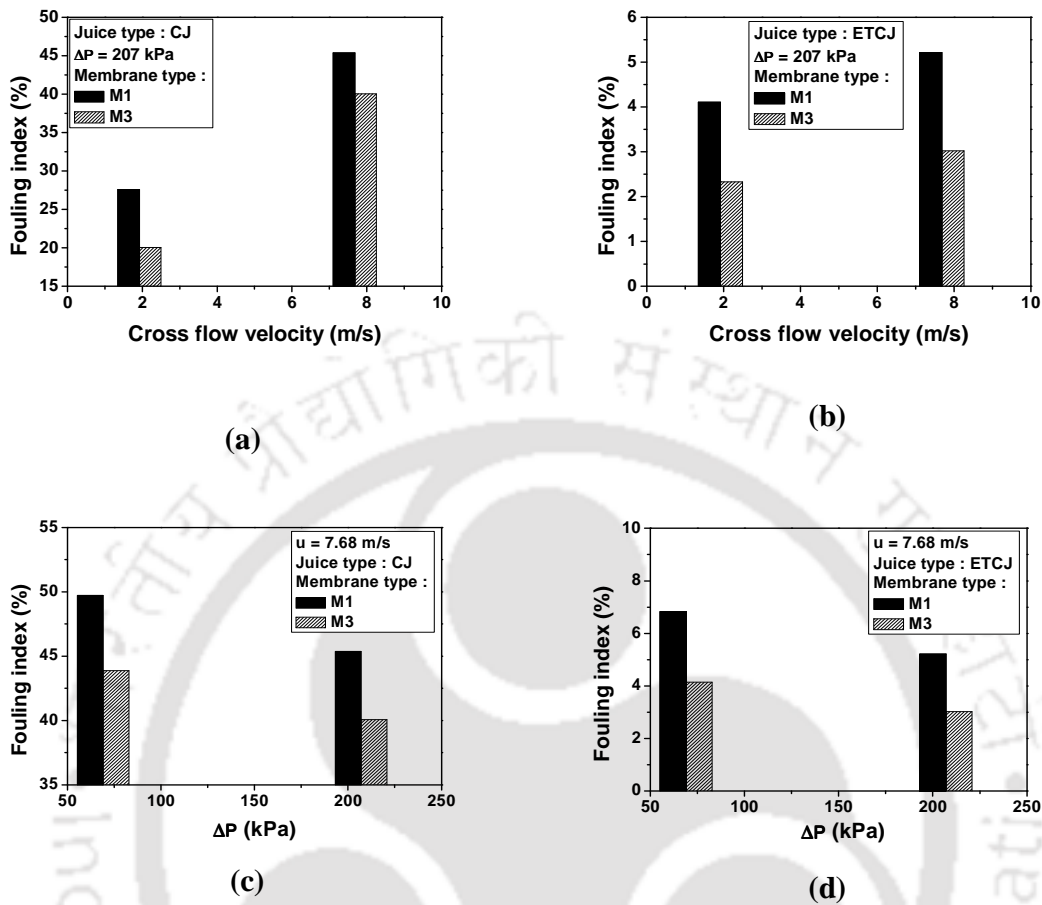 50
45
40
35
30
25
20
15
Fouling index (%)
Juice type : CJ
ΔP = 207 kPa
Membrane type :
M1
M3
0 2 4 6 8 10
Cross flow velocity (m/s)
(a)
6
5
4
3
2
1
0
Fouling index (%)
Juice type : ETCJ
ΔP = 207 kPa
Membrane type :
M1
M3
0 2 4 6 8 10
Cross flow velocity (m/s)
(b)
55
50
45
40
35
Fouling index (%)
u = 7.68 m/s
Juice type : CJ
Membrane type :
M1
M3
50 100 150 200 250
ΔP (kPa)
(c)
10
8
6
4
2
0
Fouling index (%)
u = 7.68 m/s
Juice type : ETCJ
Membrane type :
M1
M3
50 100 150 200 250
ΔP (kPa)
(d)